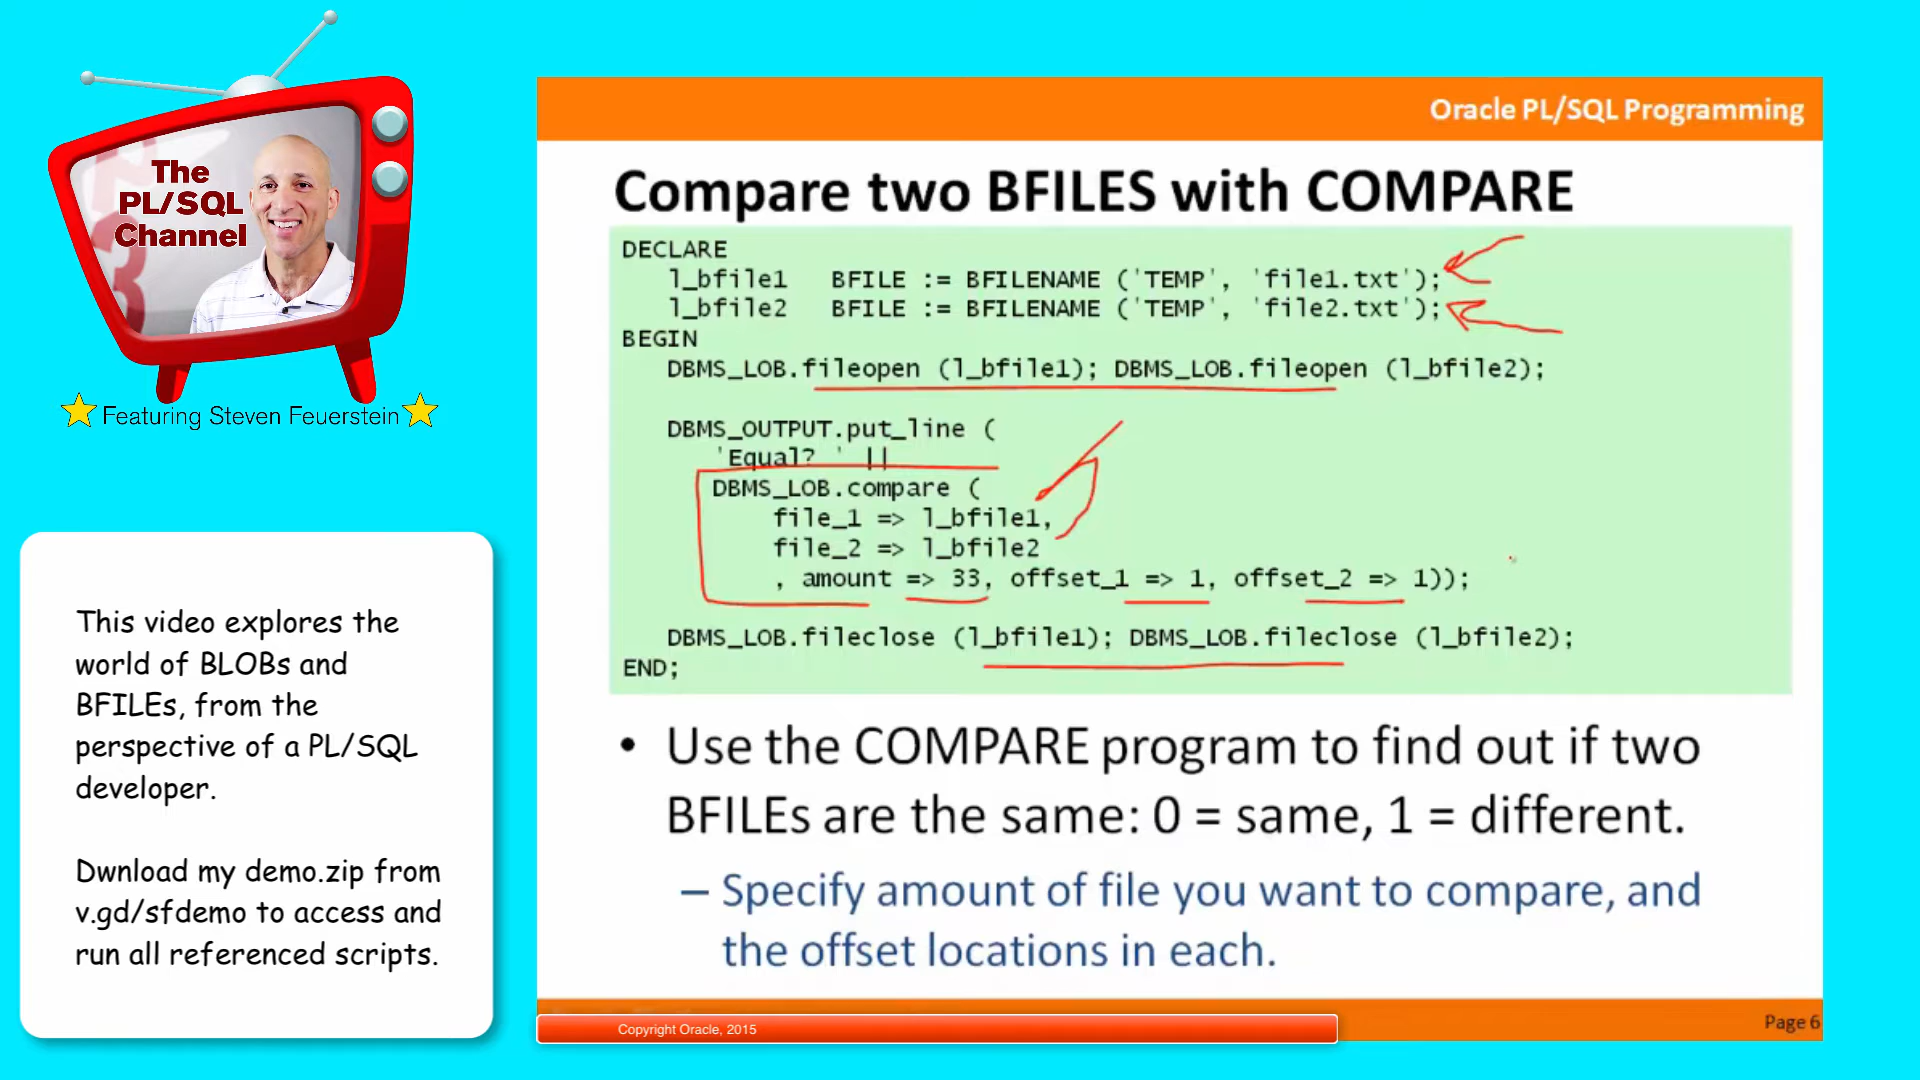 The
PL/SQL
Channel
Featuring Steven Feuerstein
This video explores the
world of BLOBs and
BFILEs, from the
perspective of a PL/SQL
developer.
Dwnload my demo.zip from
v.gd/sfdemo to access and
run all referenced scripts.
Oracle PL/SQL Programming
Compare two BFILES with COMPARE
DECLARE
l_bfile1 BFILE := BFILENAME ('TEMP', 'file1.txt');
l_bfile2 BFILE := BFILENAME ('TEMP', 'file2.txt');
BEGIN
DBMS_LOB.fileopen (l_bfile1); DBMS_LOB.fileopen (l_bfile2);
DBMS_OUTPUT.put_line (
'Equal? ' ||
DBMS_LOB.compare (
file_1 => l_bfile1,
file_2 => l_bfile2
, amount => 33, offset_1 => 1, offset_2 => 1));
DBMS_LOB.fileclose (l_bfile1); DBMS_LOB.fileclose (l_bfile2);
END;
• Use the COMPARE program to find out if two
BFILEs are the same: 0 = same, 1 = different.
– Specify amount of file you want to compare, and
the offset locations in each.
Copyright Oracle, 2015
Page 6